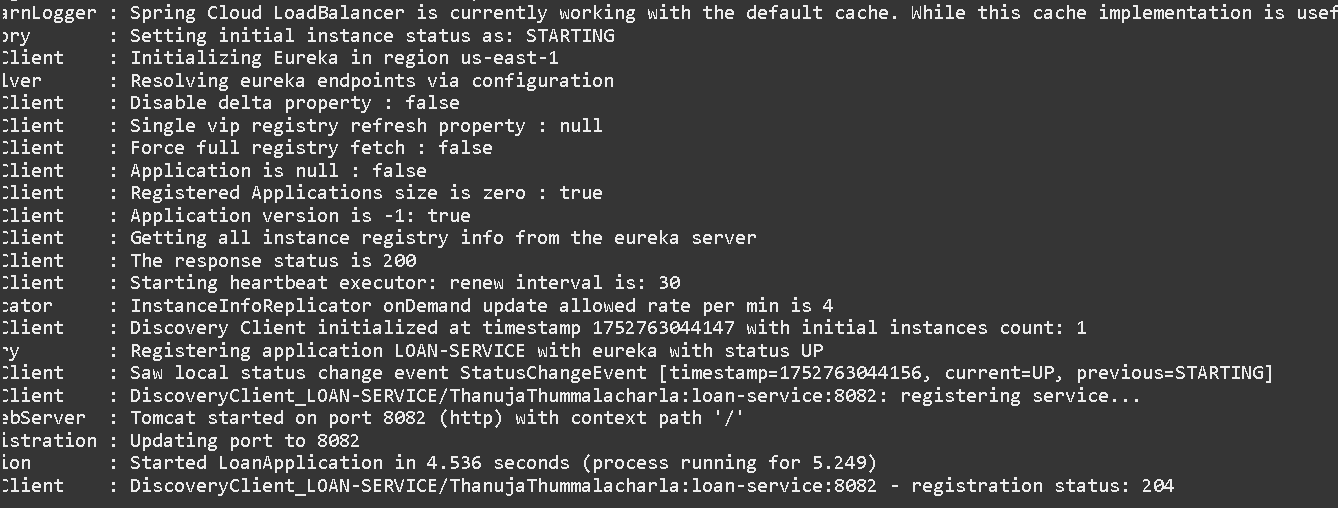 arnLogger : Spring Cloud LoadBalancer is currently working with the default cache. While this cache implementation is usef
ory : Setting initial instance status as: STARTING
Client : Initializing Eureka in region us-east-1
lver : Resolving eureka endpoints via configuration
Client : Disable delta property : false
Client : Single vip registry refresh property : null
Client : Force full registry fetch : false
Client : Application is null : false
Client : Registered Applications size is zero : true
Client : Application version is -1: true
Client : Getting all instance registry info from the eureka server
Client : The response status is 200
Client : Starting heartbeat executor: renew interval is: 30
cator : InstanceInfoReplicator onDemand update allowed rate per min is 4
Client : Discovery Client initialized at timestamp 1752763044147 with initial instances count: 1
ry : Registering application LOAN-SERVICE with eureka with status UP
Client : Saw local status change event StatusChangeEvent [timestamp=1752763044156, current=UP, previous=STARTING]
Client : DiscoveryClient_LOAN-SERVICE/ThanujaThummalacharla:loan-service:8082: registering service...
ebServer : Tomcat started on port 8082 (http) with context path '/'
istration : Updating port to 8082
ion : Started LoanApplication in 4.536 seconds (process running for 5.249)
Client : DiscoveryClient_LOAN-SERVICE/ThanujaThummalacharla:loan-service:8082 - registration status: 204